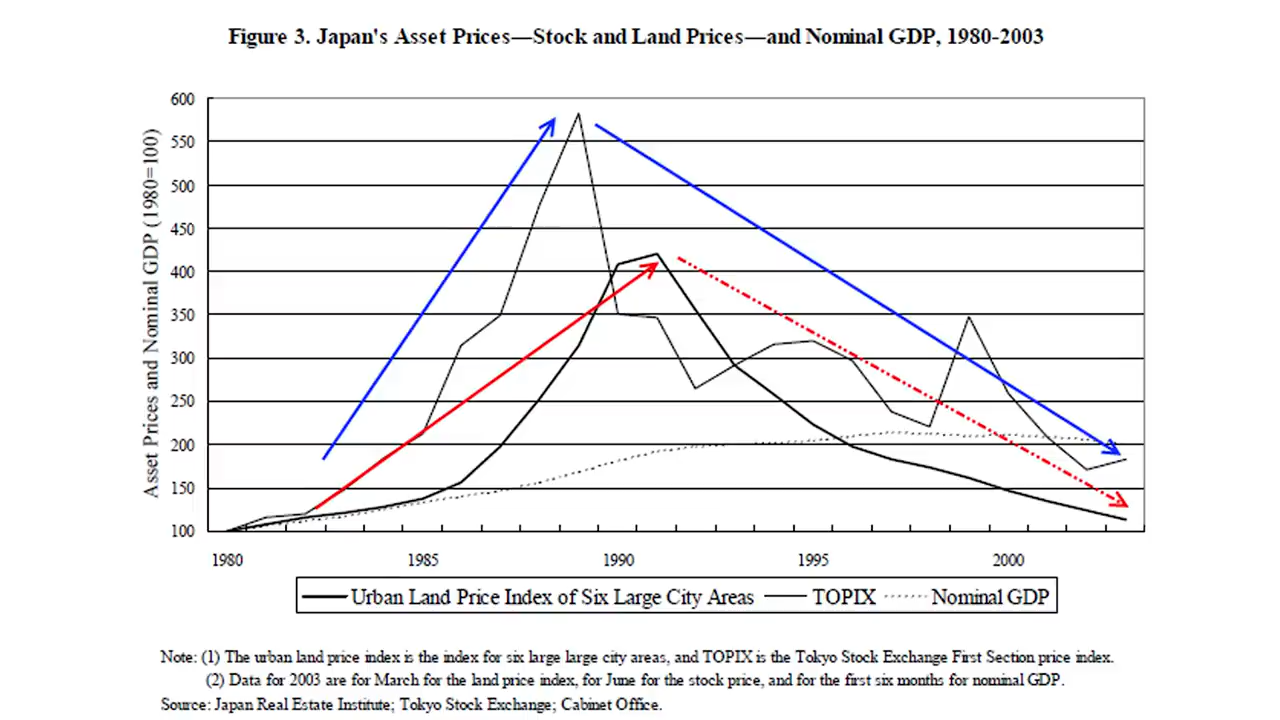 Figure 3. Japan's Asset Prices—Stock and Land Prices—and Nominal GDP, 1980-2003
Asset Prices and Nominal GDP (1980=100)
600
550
500
450
400
350
300
250
200
150
100
1980 1985 1990 1995 2000
Urban Land Price Index of Six Large City Areas TOPIX Nominal GDP
Note: (1) The urban land price index is the index for six large large city areas, and TOPIX is the Tokyo Stock Exchange First Section price index.
(2) Data for 2003 are for March for the land price index, for June for the stock price, and for the first six months for nominal GDP.
Source: Japan Real Estate Institute; Tokyo Stock Exchange; Cabinet Office.